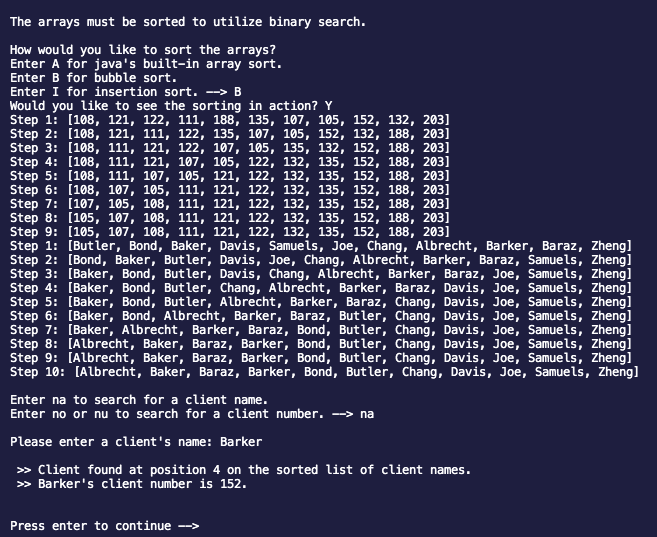 The arrays must be sorted to utilize binary search.
How would you like to sort the arrays?
Enter A for java's built-in array sort.
Enter B for bubble sort.
Enter I for insertion sort. --> B
Would you like to see the sorting in action? Y
Step 1: [108, 121, 122, 111, 188, 135, 107, 105, 152, 132, 203]
Step 2: [108, 121, 111, 122, 135, 107, 105, 152, 132, 188, 203]
Step 3: [108, 111, 121, 122, 107, 105, 135, 132, 152, 188, 203]
Step 4: [108, 111, 121, 107, 105, 122, 132, 135, 152, 188, 203]
Step 5: [108, 111, 107, 105, 121, 122, 132, 135, 152, 188, 203]
Step 6: [108, 107, 105, 111, 121, 122, 132, 135, 152, 188, 203]
Step 7: [107, 105, 108, 111, 121, 122, 132, 135, 152, 188, 203]
Step 8: [105, 107, 108, 111, 121, 122, 132, 135, 152, 188, 203]
Step 9: [105, 107, 108, 111, 121, 122, 132, 135, 152, 188, 203]
Step 1: [Butler, Bond, Baker, Davis, Samuels, Joe, Chang, Albrecht, Barker, Baraz, Zheng]
Step 2: [Bond, Baker, Butler, Davis, Joe, Chang, Albrecht, Barker, Baraz, Samuels, Zheng]
Step 3: [Baker, Bond, Butler, Davis, Chang, Albrecht, Barker, Baraz, Joe, Samuels, Zheng]
Step 4: [Baker, Bond, Butler, Chang, Albrecht, Barker, Baraz, Davis, Joe, Samuels, Zheng]
Step 5: [Baker, Bond, Butler, Albrecht, Barker, Baraz, Chang, Davis, Joe, Samuels, Zheng]
Step 6: [Baker, Bond, Albrecht, Barker, Baraz, Butler, Chang, Davis, Joe, Samuels, Zheng]
Step 7: [Baker, Albrecht, Barker, Baraz, Bond, Butler, Chang, Davis, Joe, Samuels, Zheng]
Step 8: [Albrecht, Baker, Baraz, Barker, Bond, Butler, Chang, Davis, Joe, Samuels, Zheng]
Step 9: [Albrecht, Baker, Baraz, Barker, Bond, Butler, Chang, Davis, Joe, Samuels, Zheng]
Step 10: [Albrecht, Baker, Baraz, Barker, Bond, Butler, Chang, Davis, Joe, Samuels, Zheng]
Enter na to search for a client name.
Enter no or nu to search for a client number. --> na
Please enter a client's name: Barker
>> Client found at position 4 on the sorted list of client names.
>> Barker's client number is 152.
Press enter to continue -->